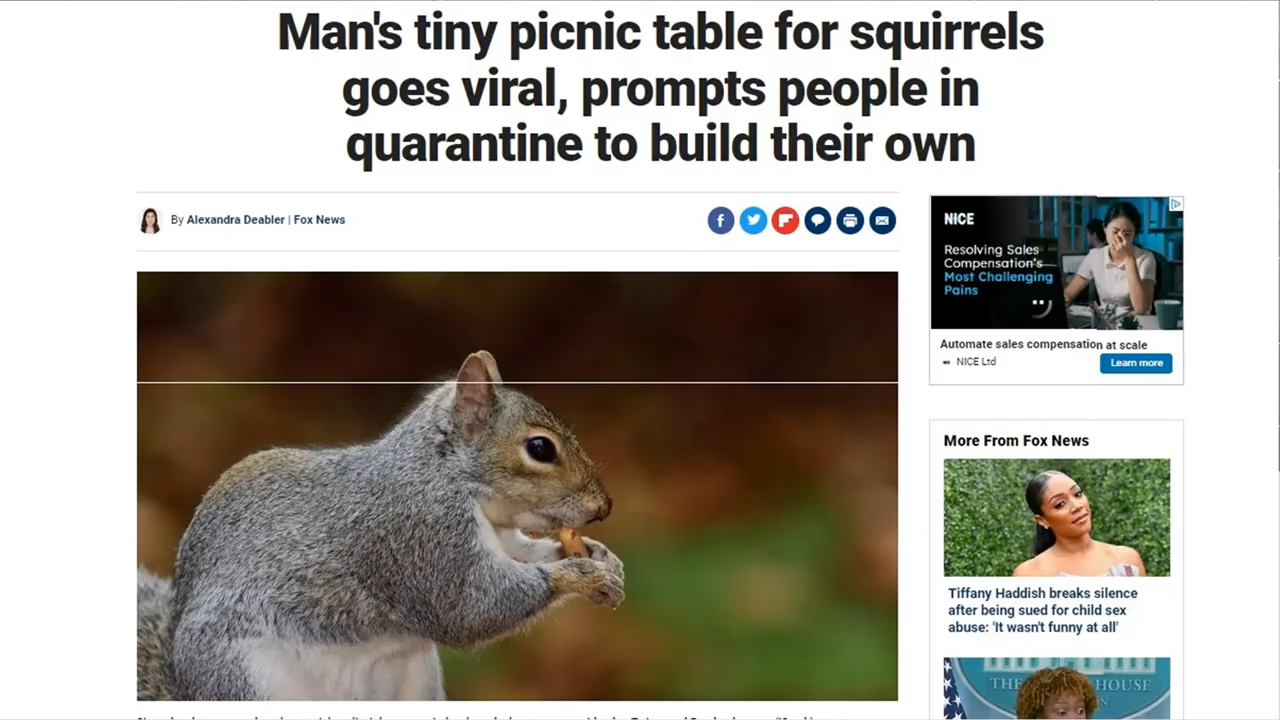 Man's tiny picnic table for squirrels
goes viral, prompts people in
quarantine to build their own
By Alexandra Deabler | Fox News
NICE
Resolving Sales
Compensation's
Most Challenging
Pains
Automate sales compensation at scale
NICE Ltd
Learn more
More From Fox News
Tiffany Haddish breaks silence
after being sued for child sex
abuse: 'It wasn't funny at all'
THE HOUSE